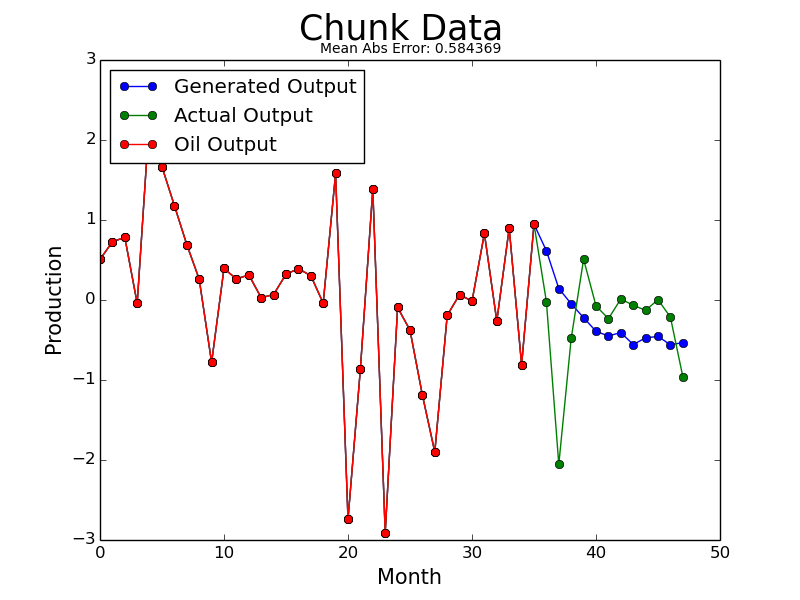 Chunk Data
Mean Abs Error: 0.584369
Generated Output
Actual Output
Oil Output
3
2
1
0
−1
−2
−3
Production
0 10 20 30 40 50
Month